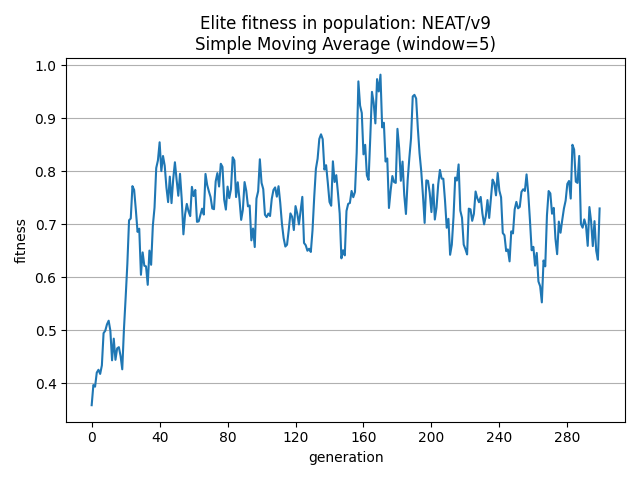 Elite fitness in population: NEAT/v9
Simple Moving Average (window=5)
1.0
0.9
0.8
0.7
0.6
0.5
0.4
fitness
0 40 80 120 160 200 240 280
generation